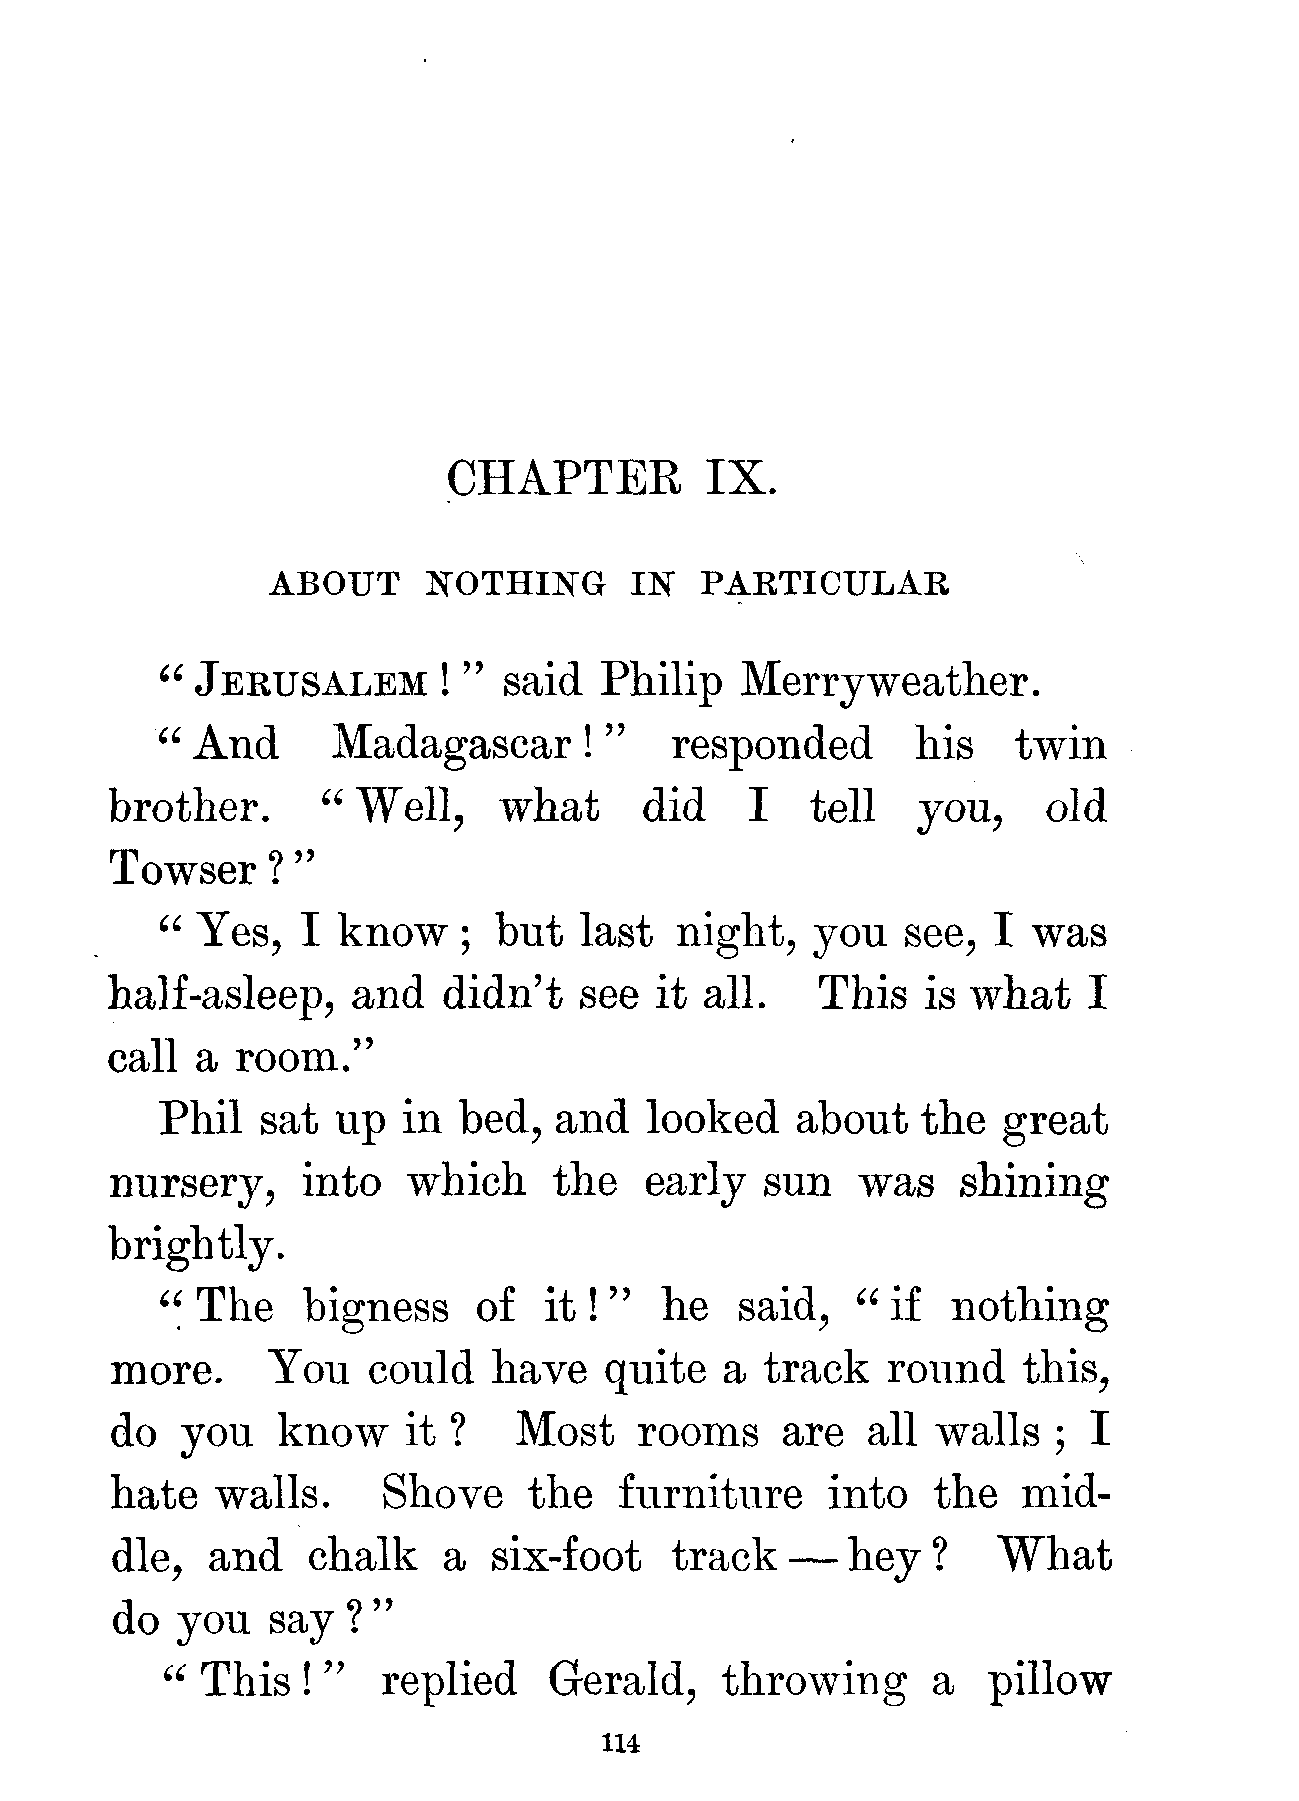 CHAPTER IX.
ABOUT NOTHING IN PARTICULAR
“JERUSALEM!” said Philip Merryweather.
“And Madagascar!” responded his twin
brother. “Well, what did I tell you, old
Towser?”
“Yes, I know; but last night, you see, I was
half-asleep, and didn’t see it all. This is what I
call a room.”
Phil sat up in bed, and looked about the great
nursery, into which the early sun was shining
brightly.
“The bigness of it!” he said, “if nothing
more. You could have quite a track round this,
do you know it? Most rooms are all walls; I
hate walls. Shove the furniture into the mid-
dle, and chalk a six-foot track — hey? What
do you say?”
“This!” replied Gerald, throwing a pillow
114